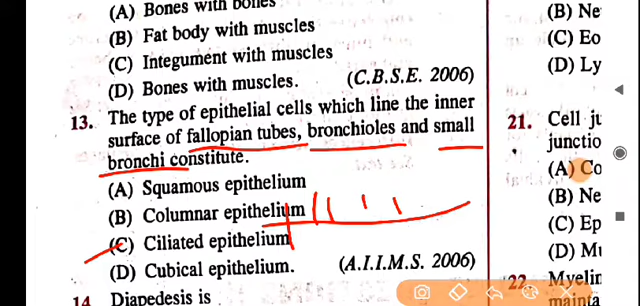 (A) Bones with bones
(B) Fat body with muscles
(C) Integument with muscles
(D) Bones with muscles. (C.B.S.E. 2006)
13. The type of epithelial cells which line the inner
surface of fallopian tubes, bronchioles and small
bronchi constitute.
(A) Squamous epithelium
(B) Columnar epithelium
(C) Ciliated epithelium
(D) Cubical epithelium. (A.I.I.M.S. 2006)
14 Diapedesis is
(B) Ne
(C) Eo
(D) Ly
21. Cell ju
junctio
(A) Co
(B) Ne
(C) Ep
(D) Mu
22. Myelin